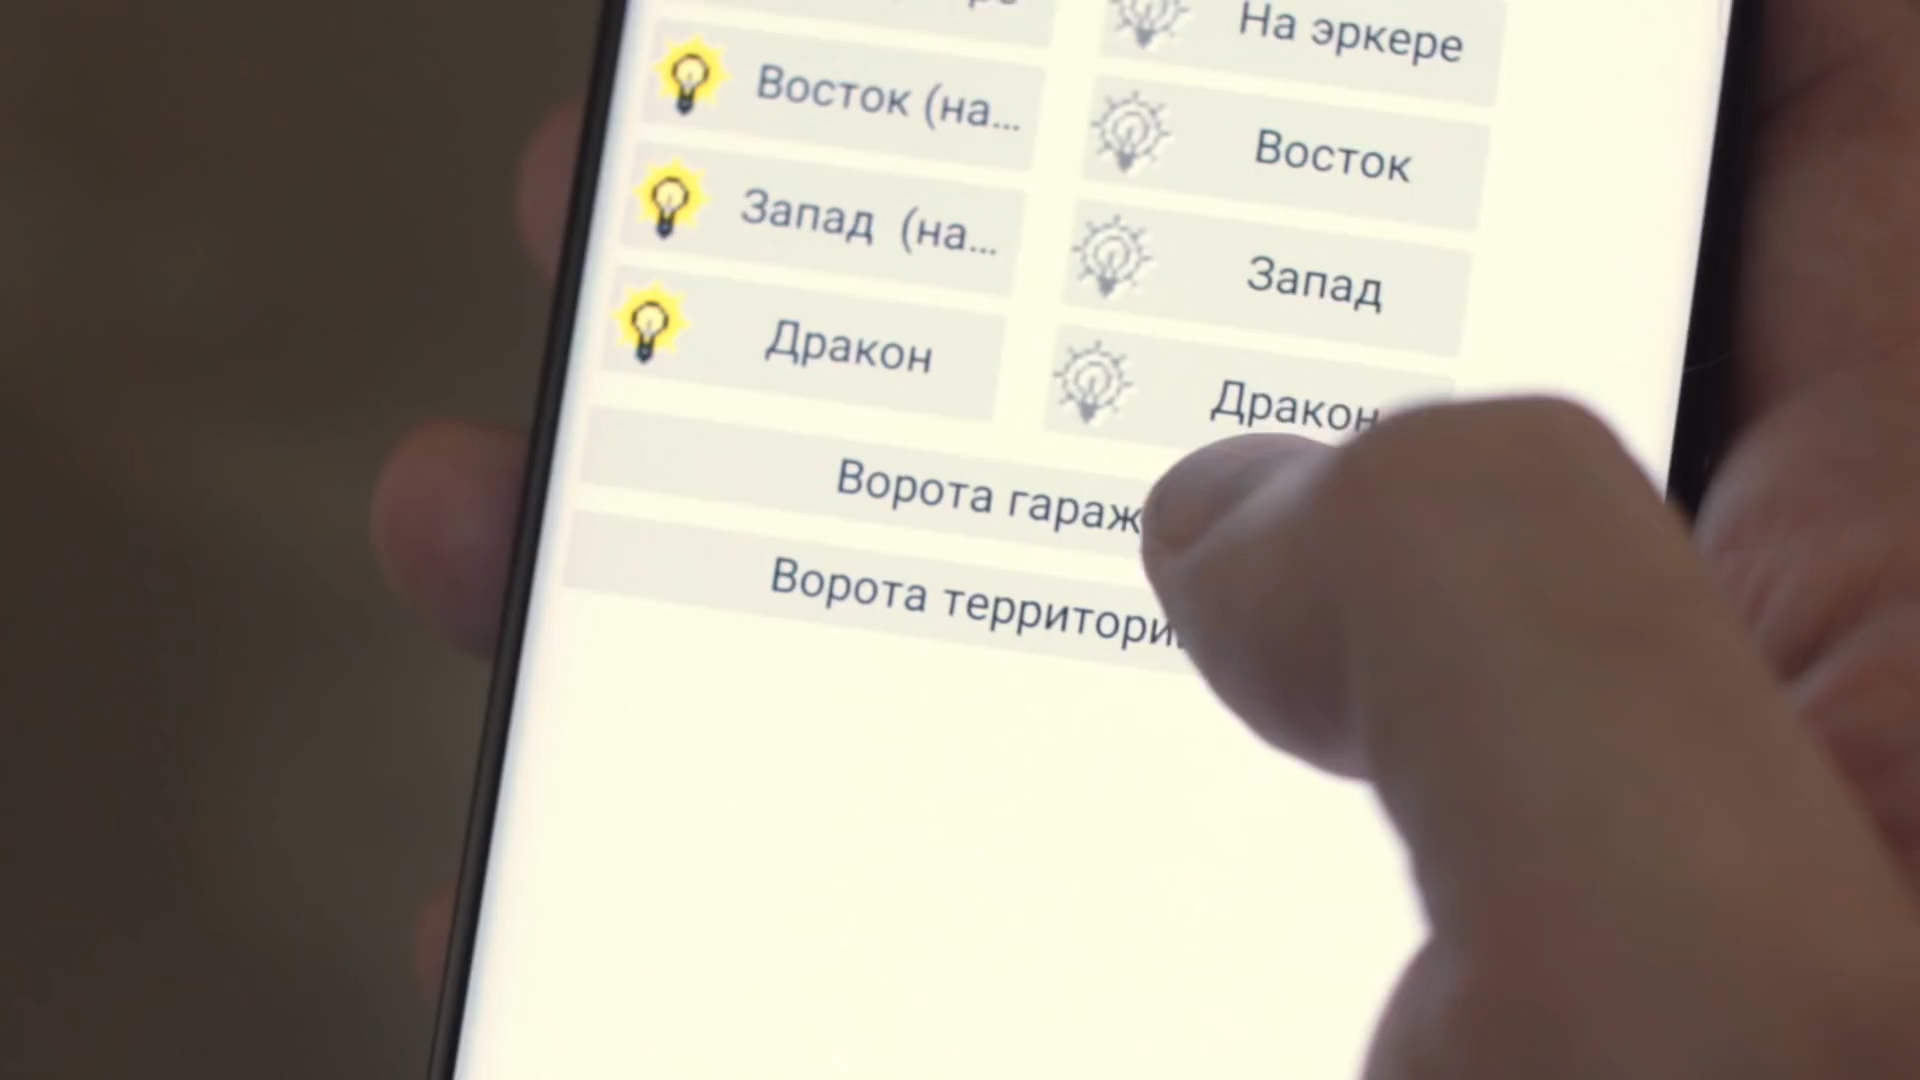 На эркере
Восток (на...
Восток
Запад (на...
Запад
Дракон
Дракон
Ворота гараж
Ворота территори